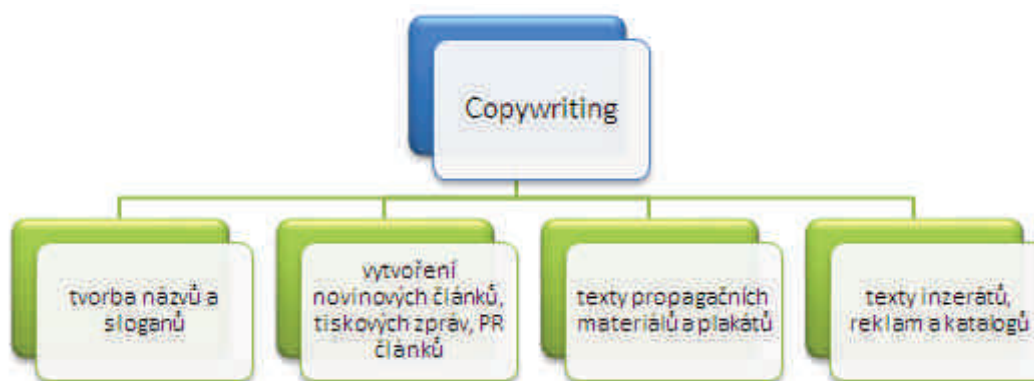 Copywriting
tvorba názvů a
sloganů
vytvoření
novinových článků,
tiskových zpráv, PR
článků
texty propagačních
materiálů a plakátů
texty inzerátů,
reklam a katalogů